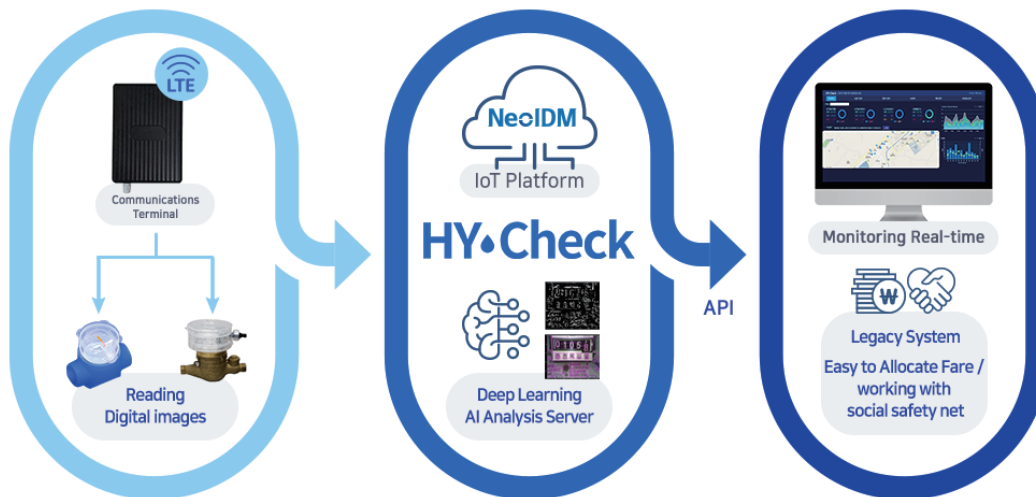 LTE
Communications
Terminal
Reading
Digital images
NeoIDM
IoT Platform
HY Check
Deep Learning
AI Analysis Server
API
Monitoring Real-time
₩
Legacy System
Easy to Allocate Fare /
working with
social safety net